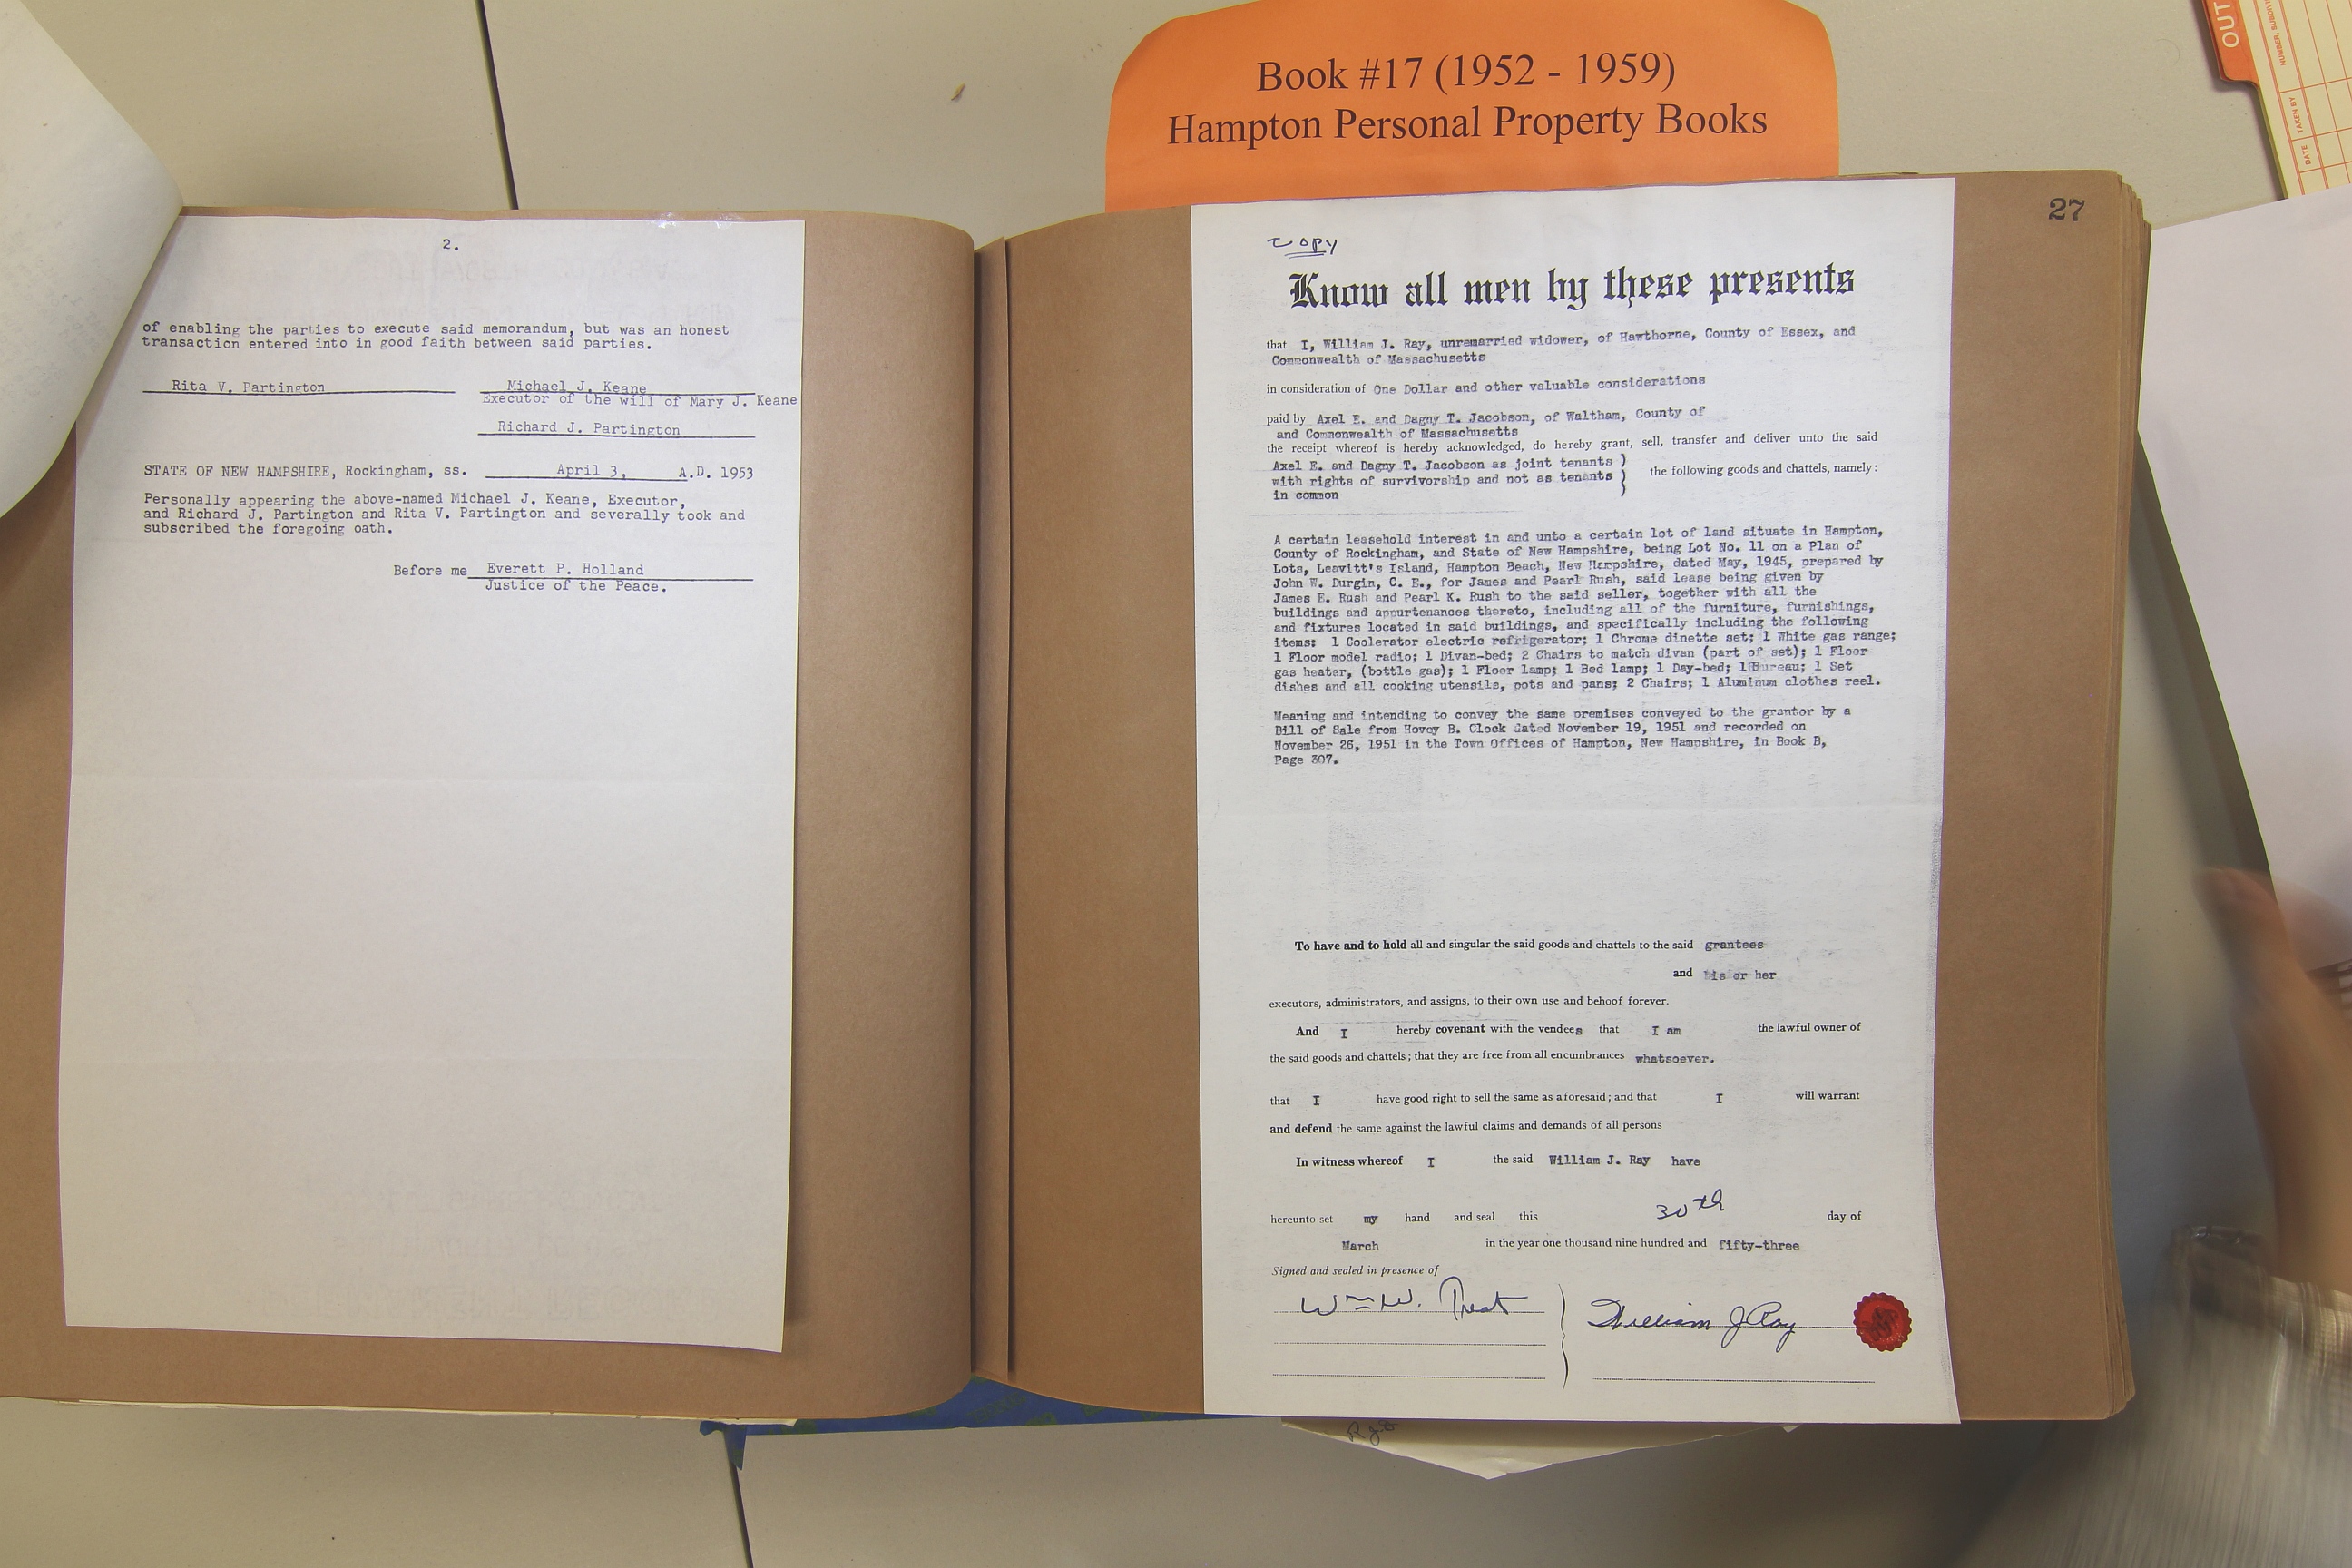 Book #17 (1952 - 1959)
Hampton Personal Property Books
OUT
NUMBER, SUBDIVI
TAKEN BY
DATE
2.
of enabling the parties to execute said memorandum, but was an honest
transaction entered into in good faith between said parties.
Rita V. Partington
Michael J. Keane
Executor of the will of Mary J. Keane
Richard J. Partington
STATE OF NEW HAMPSHIRE, Rockingham, ss. April 3, A.D. 1953
Personally appearing the above-named Michael J. Keane, Executor,
and Richard J. Partington and Rita V. Partington and severally took and
subscribed the foregoing oath.
Before me Everett P. Holland
Justice of the Peace.
27
Copy
Know all men by these presents
that I, William J. Ray, unremarried widower, of Hawthorne, County of Essex, and
Commonwealth of Massachusetts
in consideration of One Dollar and other valuable considerations
paid by Axel E. and Dagny T. Jacobson, of Waltham, County of
and Commonwealth of Massachusetts
the receipt whereof is hereby acknowledged, do hereby grant, sell, transfer and deliver unto the said
Axel E. and Dagny T. Jacobson as joint tenants )
with rights of survivorship and not as tenants ) the following goods and chattels, namely:
in common )
A certain leasehold interest in and unto a certain lot of land situate in Hampton,
County of Rockingham, and State of New Hampshire, being Lot No. 11 on a Plan of
Lots, Leavitt's Island, Hampton Beach, New Hampshire, dated May, 1945, prepared by
John W. Durgin, C. E., for James and Pearl Rush, said lease being given by
James E. Rush and Pearl K. Rush to the said seller, together with all the
buildings and appurtenances thereto, including all of the furniture, furnishings,
and fixtures located in said buildings, and specifically including the following
items: 1 Coolerator electric refrigerator; 1 Chrome dinette set; 1 White gas range;
1 Floor model radio; 1 Divan-bed; 2 Chairs to match divan (part of set); 1 Floor
gas heater, (bottle gas); 1 Floor lamp; 1 Bed lamp; 1 Day-bed; 1 Bureau; 1 Set
dishes and all cooking utensils, pots and pans; 2 Chairs; 1 Aluminum clothes reel.
Meaning and intending to convey the same premises conveyed to the grantor by a
Bill of Sale from Hovey B. Clock dated November 19, 1951 and recorded on
November 26, 1951 in the Town Offices of Hampton, New Hampshire, in Book B,
Page 307.
To have and to hold all and singular the said goods and chattels to the said grantees
and his or her
executors, administrators, and assigns, to their own use and behoof forever.
And I hereby covenant with the vendees that I am the lawful owner of
the said goods and chattels; that they are free from all encumbrances whatsoever.
that I have good right to sell the same as aforesaid; and that I will warrant
and defend the same against the lawful claims and demands of all persons
In witness whereof I the said William J. Ray have
hereunto set my hand and seal this 30th day of
March in the year one thousand nine hundred and fifty-three
Signed and sealed in presence of
Wm W. Treat
William J Ray